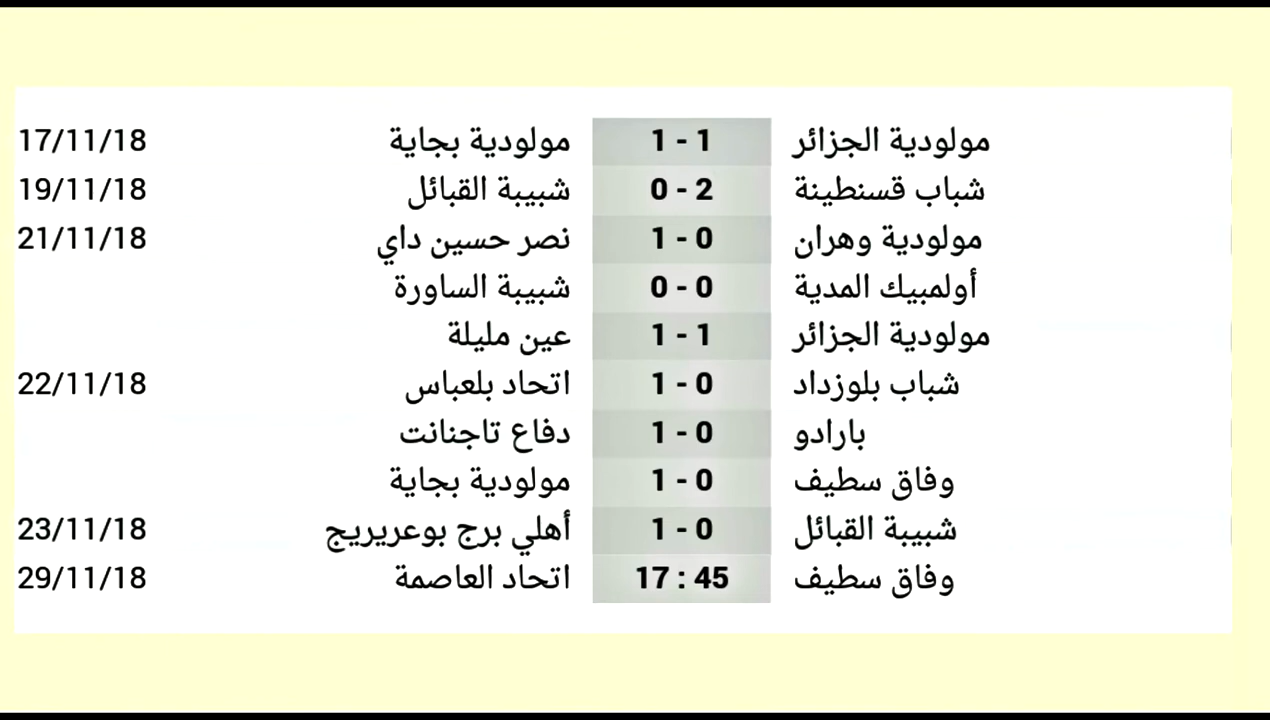 مولودية الجزائر 1 - 1 مولودية بجاية 17/11/18
شباب قسنطينة 0 - 2 شبيبة القبائل 19/11/18
مولودية وهران 1 - 0 نصر حسين داي 21/11/18
أولمبيك المدية 0 - 0 شبيبة الساورة
مولودية الجزائر 1 - 1 عين مليلة
شباب بلوزداد 1 - 0 اتحاد بلعباس 22/11/18
بارادو 1 - 0 دفاع تاجنانت
وفاق سطيف 1 - 0 مولودية بجاية
شبيبة القبائل 1 - 0 أهلي برج بوعريريج 23/11/18
وفاق سطيف 17 : 45 اتحاد العاصمة 29/11/18